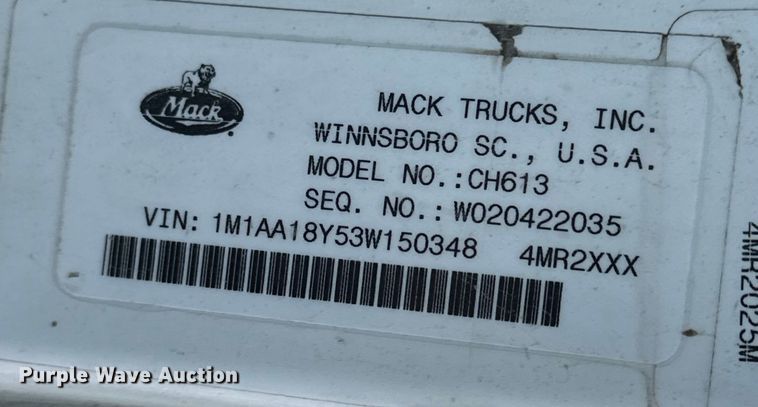 Mack
MACK TRUCKS, INC.
WINNSBORO SC., U.S.A.
MODEL NO.:CH613
SEQ. NO.: W020422035
VIN: 1M1AA18Y53W150348 4MR2XXX
4MR2025M
Purple Wave Auction